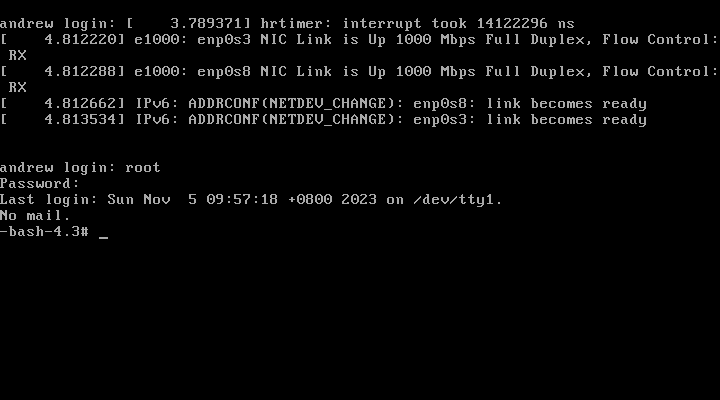 andrew login: [    3.789371] hrtimer: interrupt took 14122296 ns
[    4.812220] e1000: enp0s3 NIC Link is Up 1000 Mbps Full Duplex, Flow Control:
 RX
[    4.812288] e1000: enp0s8 NIC Link is Up 1000 Mbps Full Duplex, Flow Control:
 RX
[    4.812662] IPv6: ADDRCONF(NETDEV_CHANGE): enp0s8: link becomes ready
[    4.813534] IPv6: ADDRCONF(NETDEV_CHANGE): enp0s3: link becomes ready
andrew login: root
Password:
Last login: Sun Nov  5 09:57:18 +0800 2023 on /dev/tty1.
No mail.
-bash-4.3# _